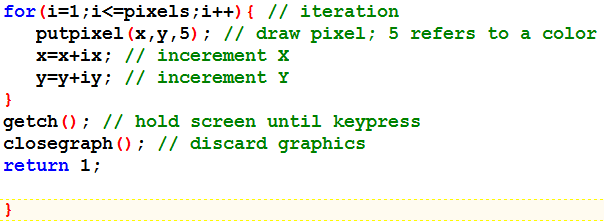 for(i=1;i<=pixels;i++){ // iteration
putpixel(x,y,5); // draw pixel; 5 refers to a color
x=x+ix; // incerement X
y=y+iy; // incerement Y
}
getch(); // hold screen until keypress
closegraph(); // discard graphics
return 1;
}